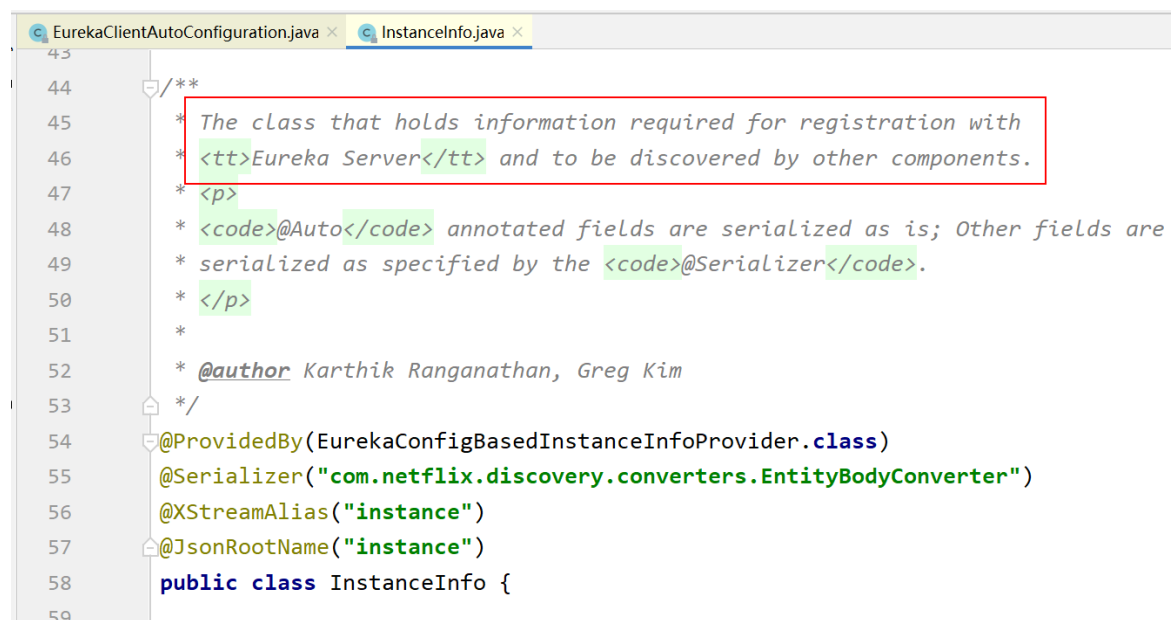 EurekaClientAutoConfiguration.java × InstanceInfo.java ×
43
44 /**
45 * The class that holds information required for registration with
46 * <tt>Eureka Server</tt> and to be discovered by other components.
47 * <p>
48 * <code>@Auto</code> annotated fields are serialized as is; Other fields are
49 * serialized as specified by the <code>@Serializer</code>.
50 * </p>
51 *
52 * @author Karthik Ranganathan, Greg Kim
53 */
54 @ProvidedBy(EurekaConfigBasedInstanceInfoProvider.class)
55 @Serializer("com.netflix.discovery.converters.EntityBodyConverter")
56 @XStreamAlias("instance")
57 @JsonRootName("instance")
58 public class InstanceInfo {
59